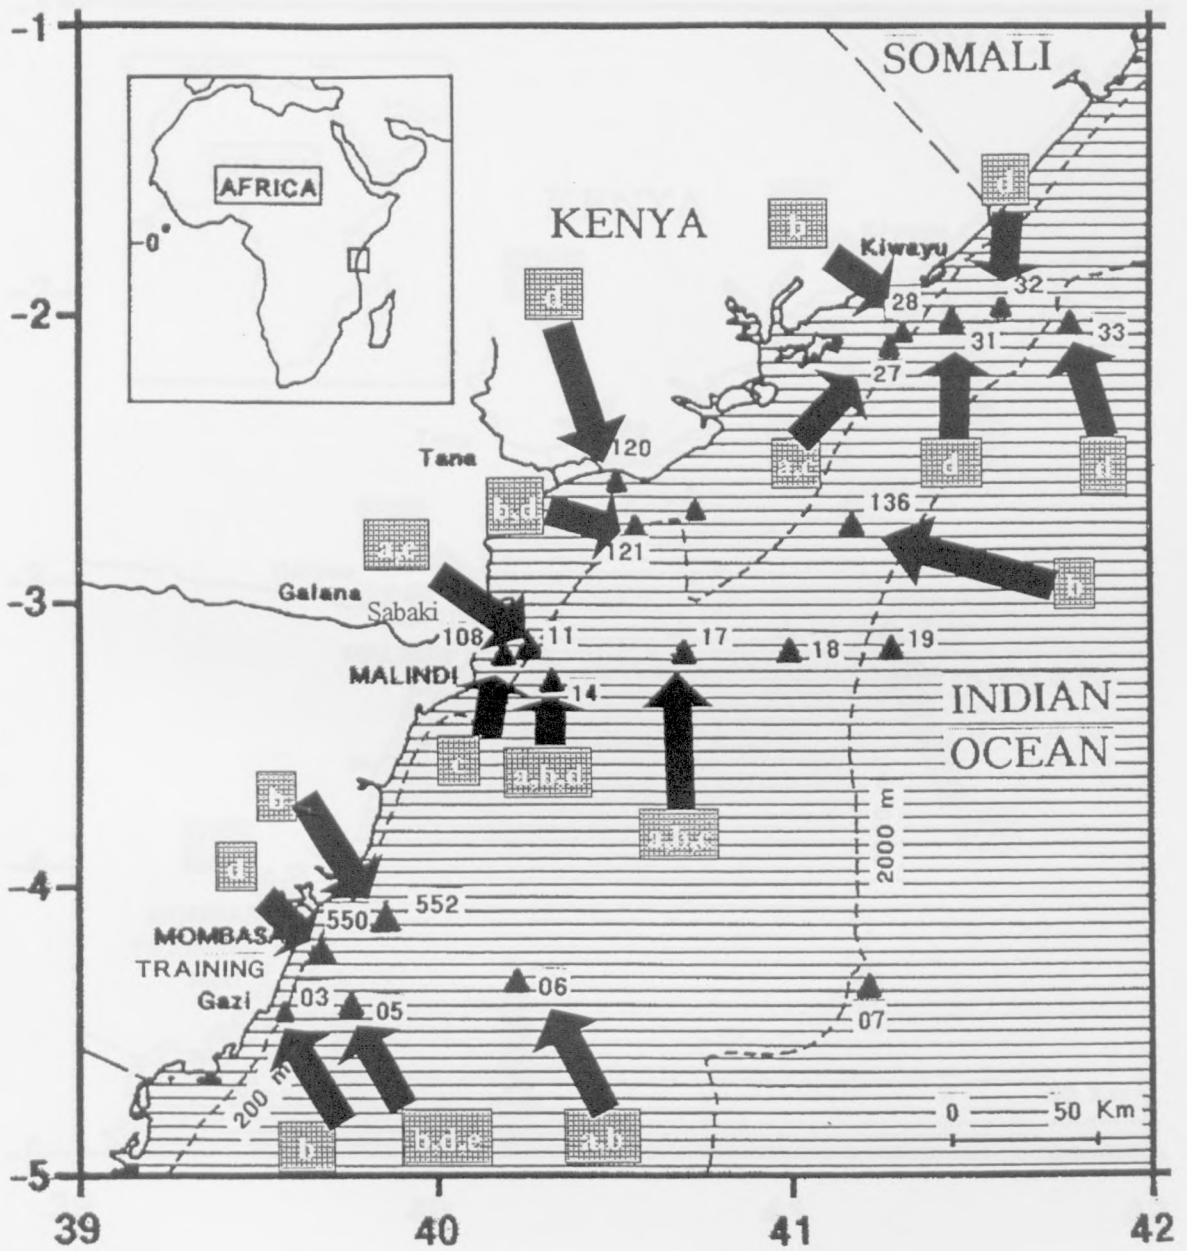 -1
SOMALI
AFRICA
0°
KENYA
d
b
Kiwayu
d
32
28
-2
31
33
27
120
Tana
a,c
d
d
b,d
136
121
a,e
b
-3
Galana
Sabaki
108
11
17
18
19
MALINDI
14
INDIAN
OCEAN
c
a,b,d
b
a,b,c
2000 m
d
-4
552
550
MOMBASA
TRAINING
06
03
Gazi
05
07
200 m
0 50 Km
b
b,d,e
a,b
-5
39 40 41 42